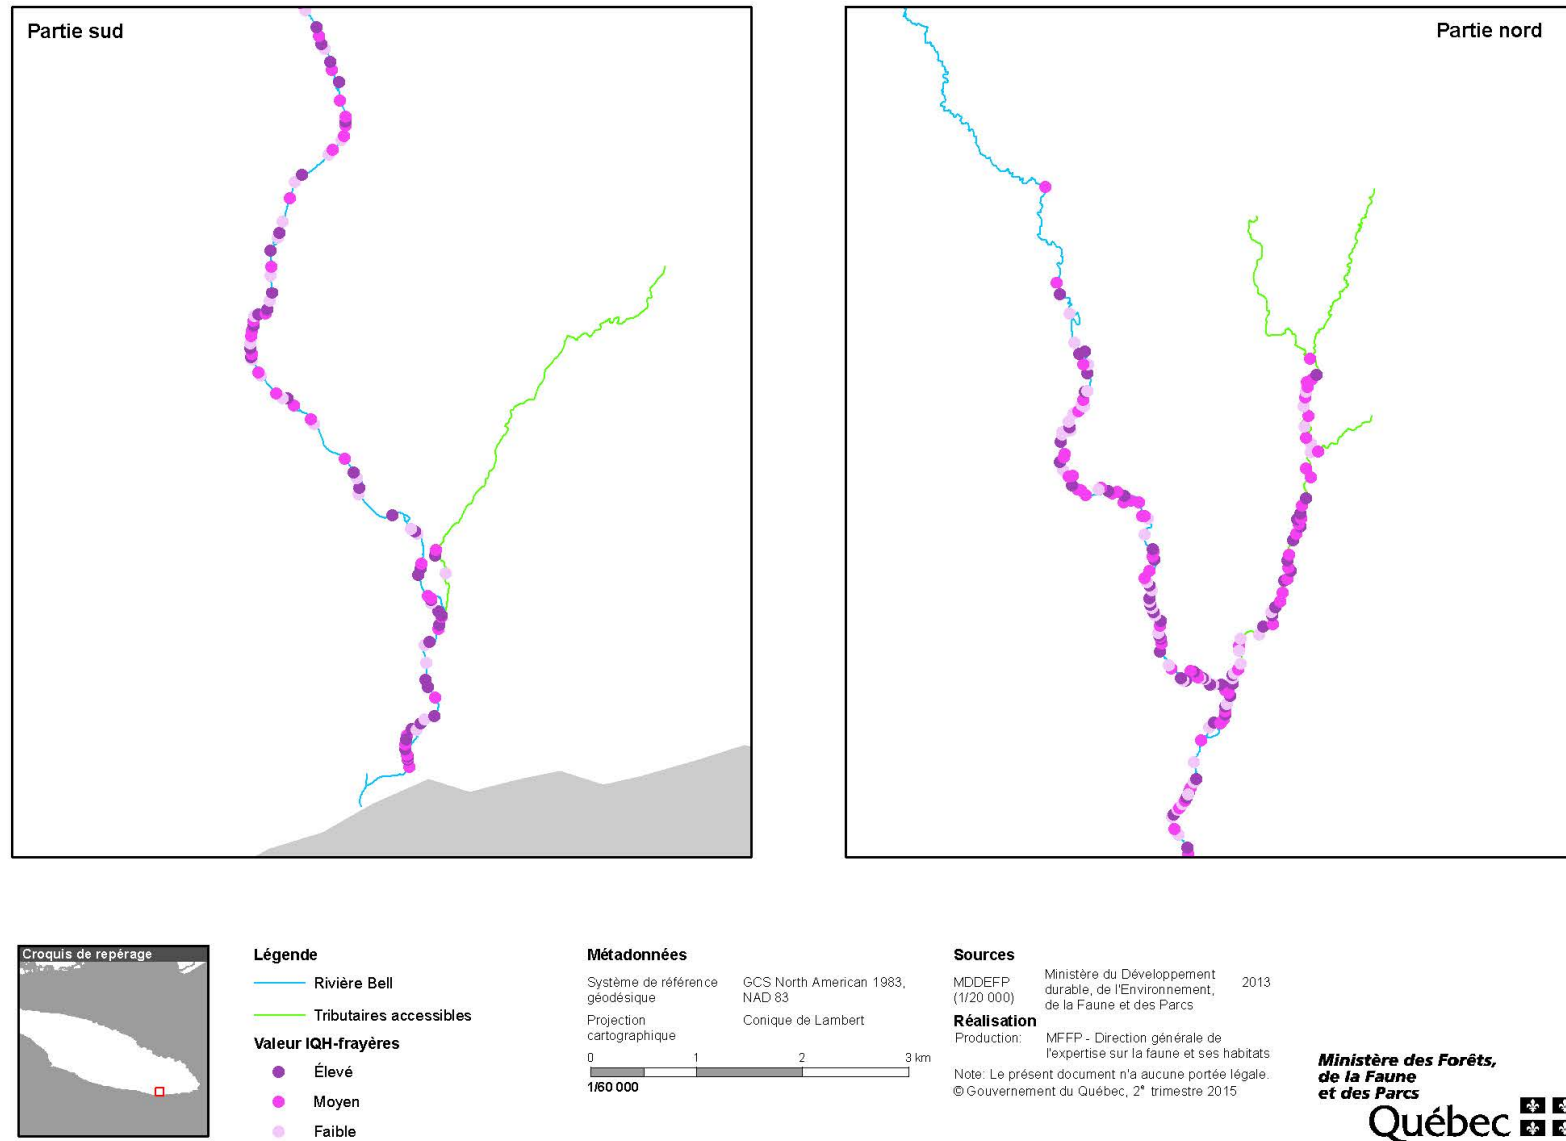 Partie sud
Partie nord
Croquis de repérage
Légende
Rivière Bell
Tributaires accessibles
Valeur IQH-frayères
Élevé
Moyen
Faible
Métadonnées
Système de référence géodésique
GCS North American 1983, NAD 83
Projection cartographique
Conique de Lambert
0 1 2 3 km
1/60 000
Sources
MDDEFP (1/20 000)
Ministère du Développement durable, de l'Environnement, de la Faune et des Parcs
2013
Réalisation
Production:
MFFP - Direction générale de l'expertise sur la faune et ses habitats
Note: Le présent document n'a aucune portée légale.
© Gouvernement du Québec, 2e trimestre 2015
Ministère des Forêts,
de la Faune
et des Parcs
Québec